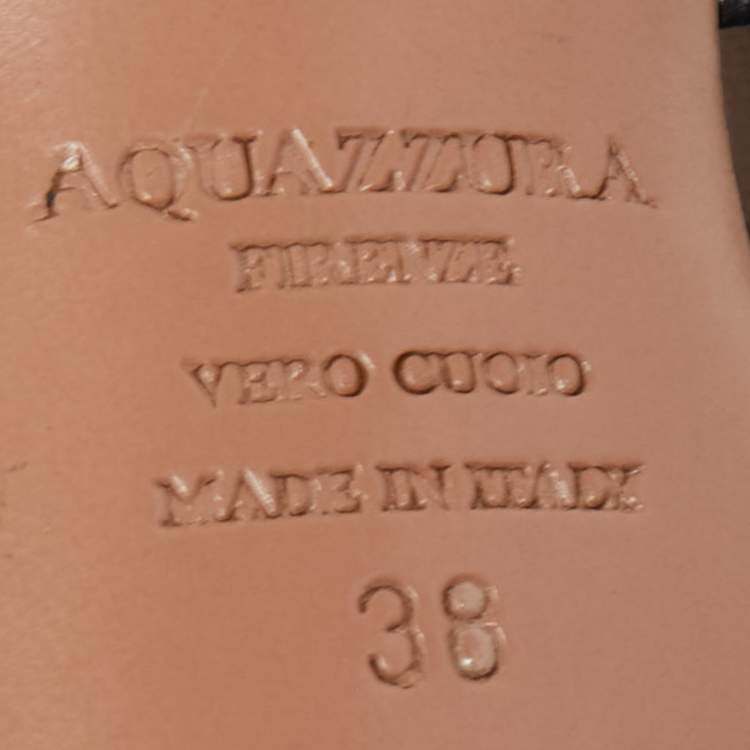 AQUAZZURA
FIRENZE
VERO CUOIO
MADE IN ITALY
38